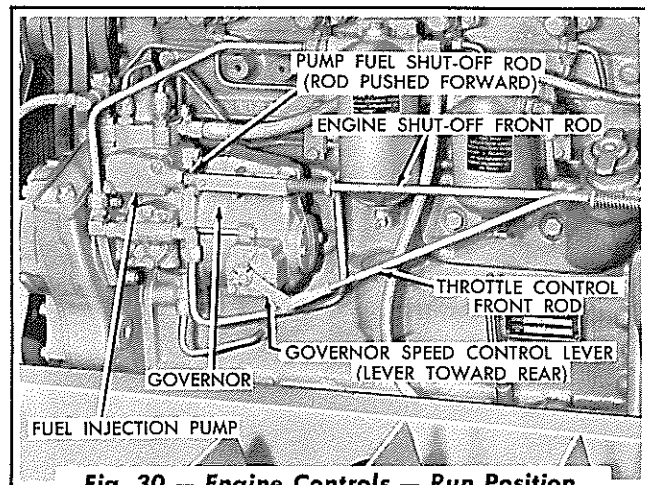 PUMP FUEL SHUT-OFF ROD
(ROD PUSHED FORWARD)
ENGINE SHUT-OFF FRONT ROD
THROTTLE CONTROL
FRONT ROD
GOVERNOR SPEED CONTROL LEVER
(LEVER TOWARD REAR)
GOVERNOR
FUEL INJECTION PUMP
Fig. 30 — Engine Controls — Run Position